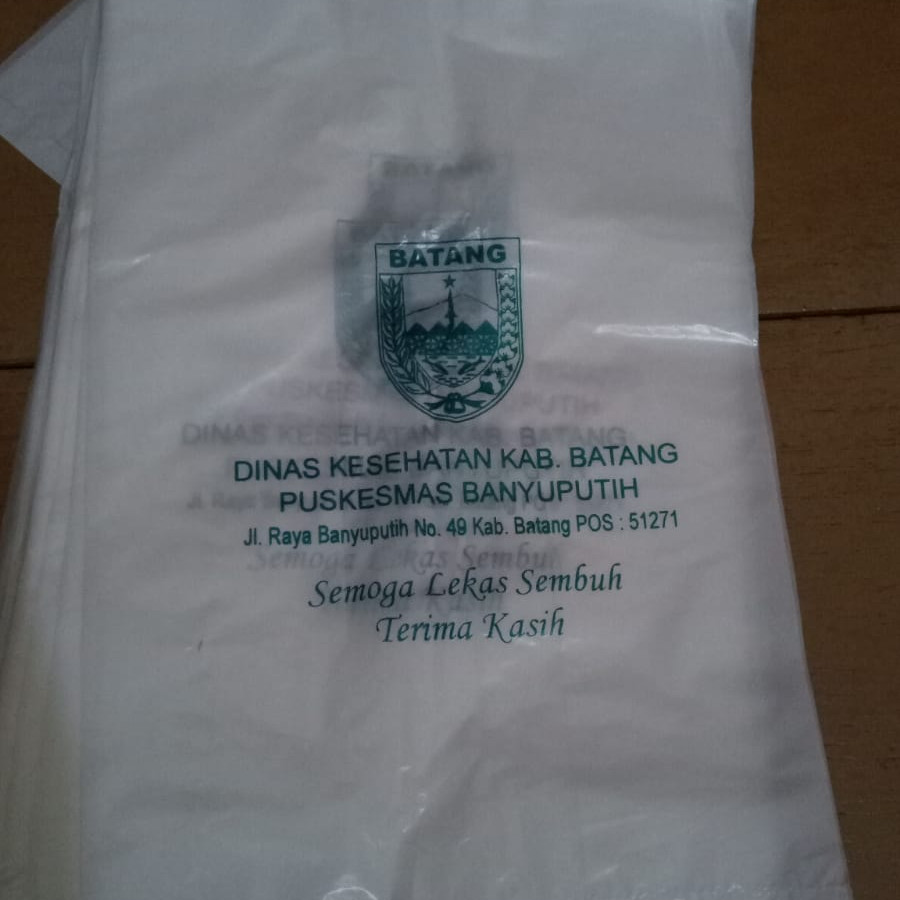 BATANG
DINAS KESEHATAN KAB. BATANG
PUSKESMAS BANYUPUTIH
Jl. Raya Banyuputih No. 49 Kab. Batang POS : 51271
Semoga Lekas Sembuh
Terima Kasih